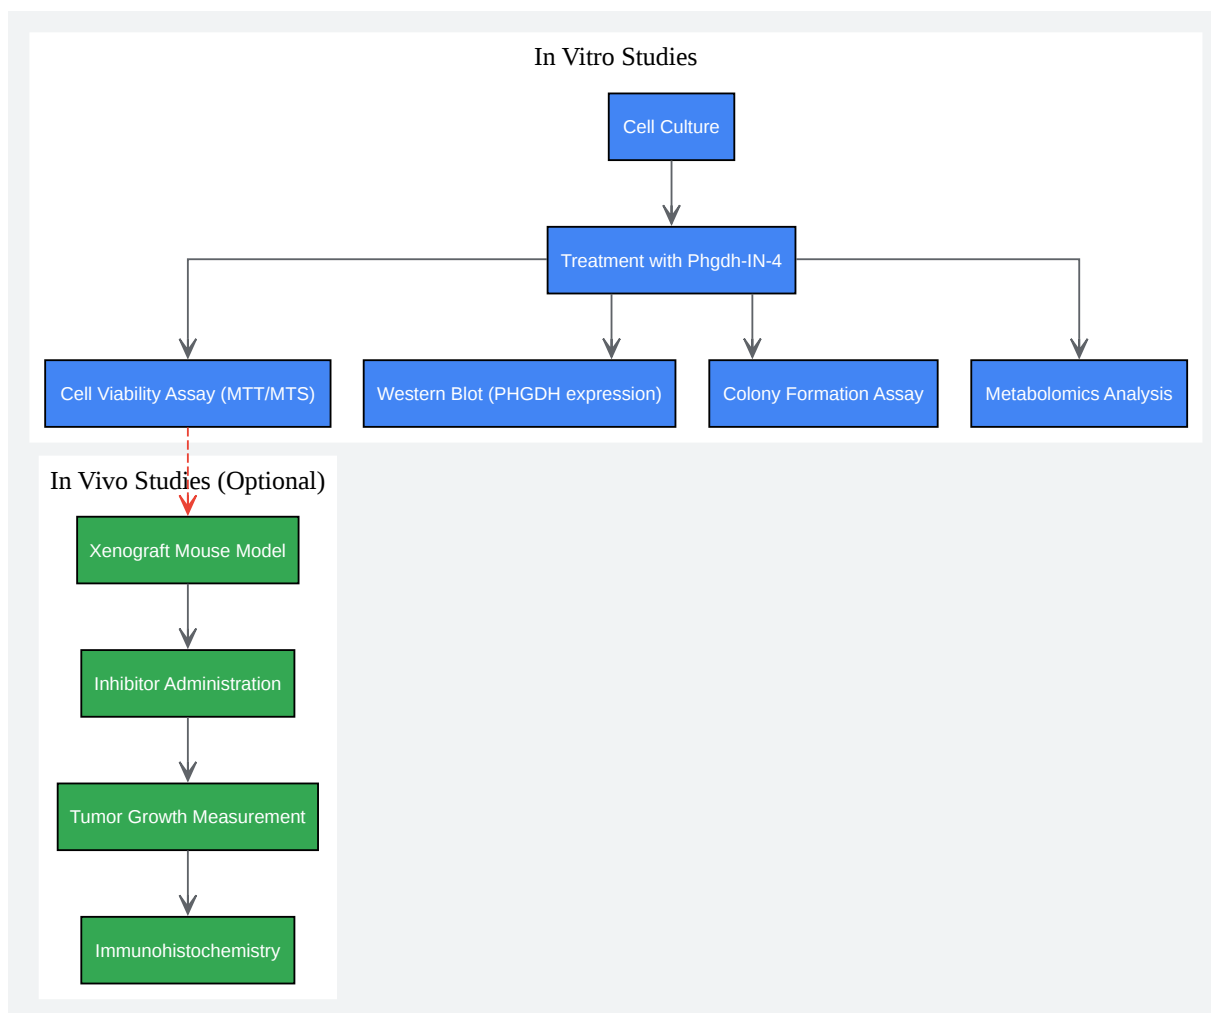 In Vitro Studies
Cell Culture
Treatment with Phgdh-IN-4
Cell Viability Assay (MTT/MTS)
Western Blot (PHGDH expression)
Colony Formation Assay
Metabolomics Analysis
In Vivo Studies (Optional)
Xenograft Mouse Model
Inhibitor Administration
Tumor Growth Measurement
Immunohistochemistry